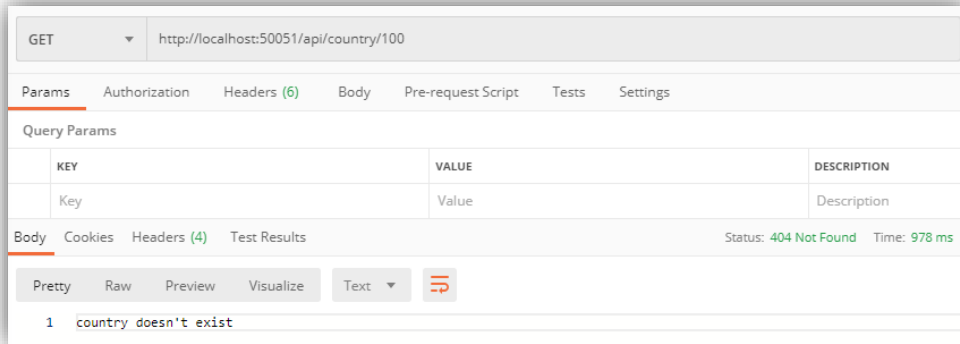 GET http://localhost:50051/api/country/100
Params Authorization Headers (6) Body Pre-request Script Tests Settings
Query Params
KEY VALUE DESCRIPTION
Key Value Description
Body Cookies Headers (4) Test Results Status: 404 Not Found Time: 978 ms
Pretty Raw Preview Visualize Text
1 country doesn't exist